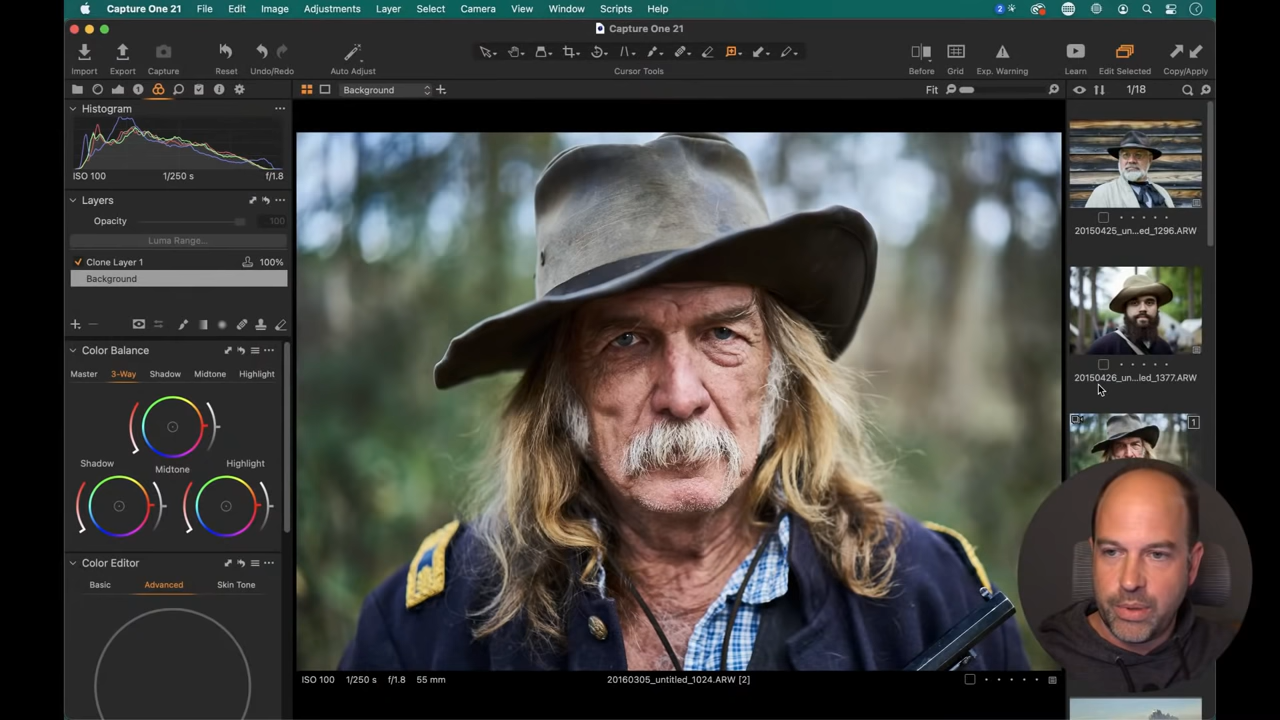 Capture One 21 File Edit Image Adjustments Layer Select Camera View Window Scripts Help
2
Capture One 21
Import Export Capture Reset Undo/Redo Auto Adjust Cursor Tools Before Grid Exp. Warning Learn Edit Selected Copy/Apply
Background
Fit
1/18
Histogram
ISO 100 1/250 s f/1.8
Layers
Opacity 100
Luma Range...
Clone Layer 1 100%
Background
Color Balance
Master 3-Way Shadow Midtone Highlight
Shadow Midtone Highlight
Color Editor
Basic Advanced Skin Tone
ISO 100 1/250 s f/1.8 55 mm
20160305_untitled_1024.ARW [2]
20150425_un...ed_1296.ARW
20150426_un...led_1377.ARW
1